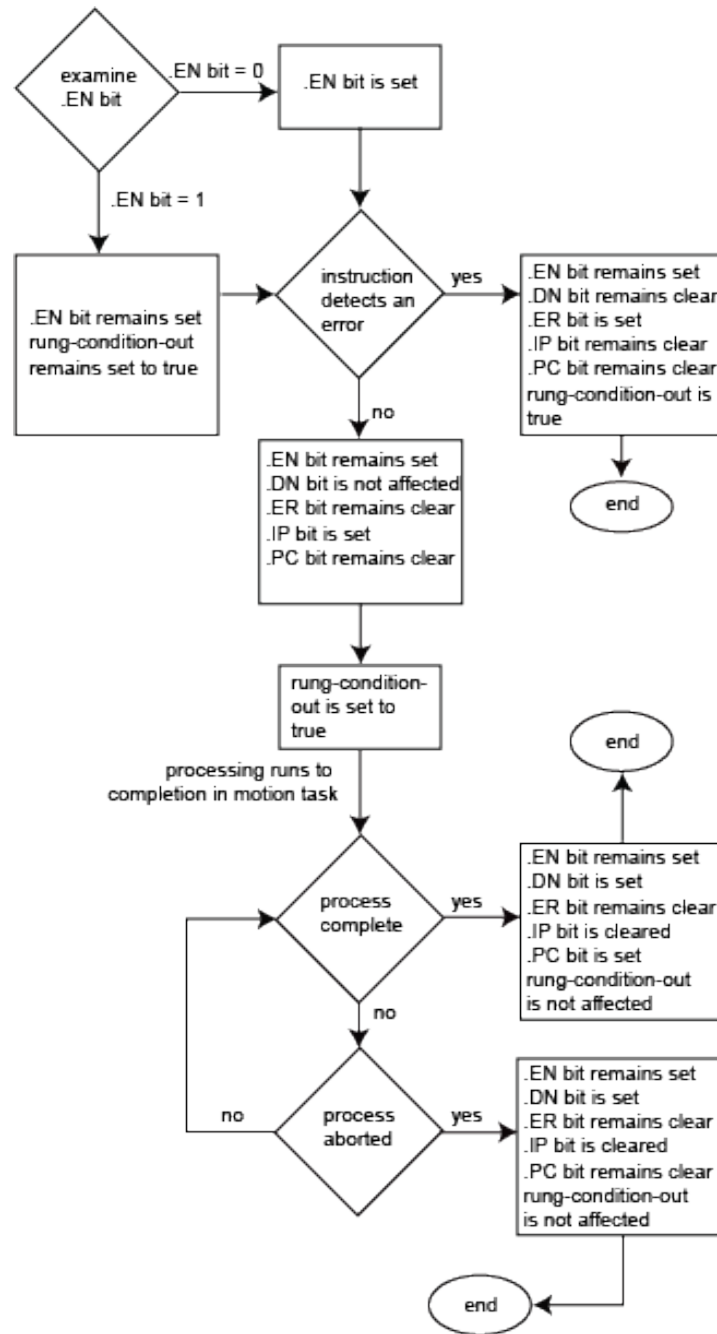 examine
.EN bit
.EN bit = 0
.EN bit is set
.EN bit = 1
.EN bit remains set
rung-condition-out
remains set to true
instruction
detects an
error
yes
.EN bit remains set
.DN bit remains clear
.ER bit is set
.IP bit remains clear
.PC bit remains clear
rung-condition-out is
true
end
no
.EN bit remains set
.DN bit is not affected
.ER bit remains clear
.IP bit is set
.PC bit remains clear
rung-condition-
out is set to
true
processing runs to
completion in motion task
end
process
complete
yes
.EN bit remains set
.DN bit is set
.ER bit remains clear
.IP bit is cleared
.PC bit is set
rung-condition-out
is not affected
no
process
aborted
no
yes
.EN bit remains set
.DN bit is set
.ER bit remains clear
.IP bit is cleared
.PC bit remains clear
rung-condition-out
is not affected
end